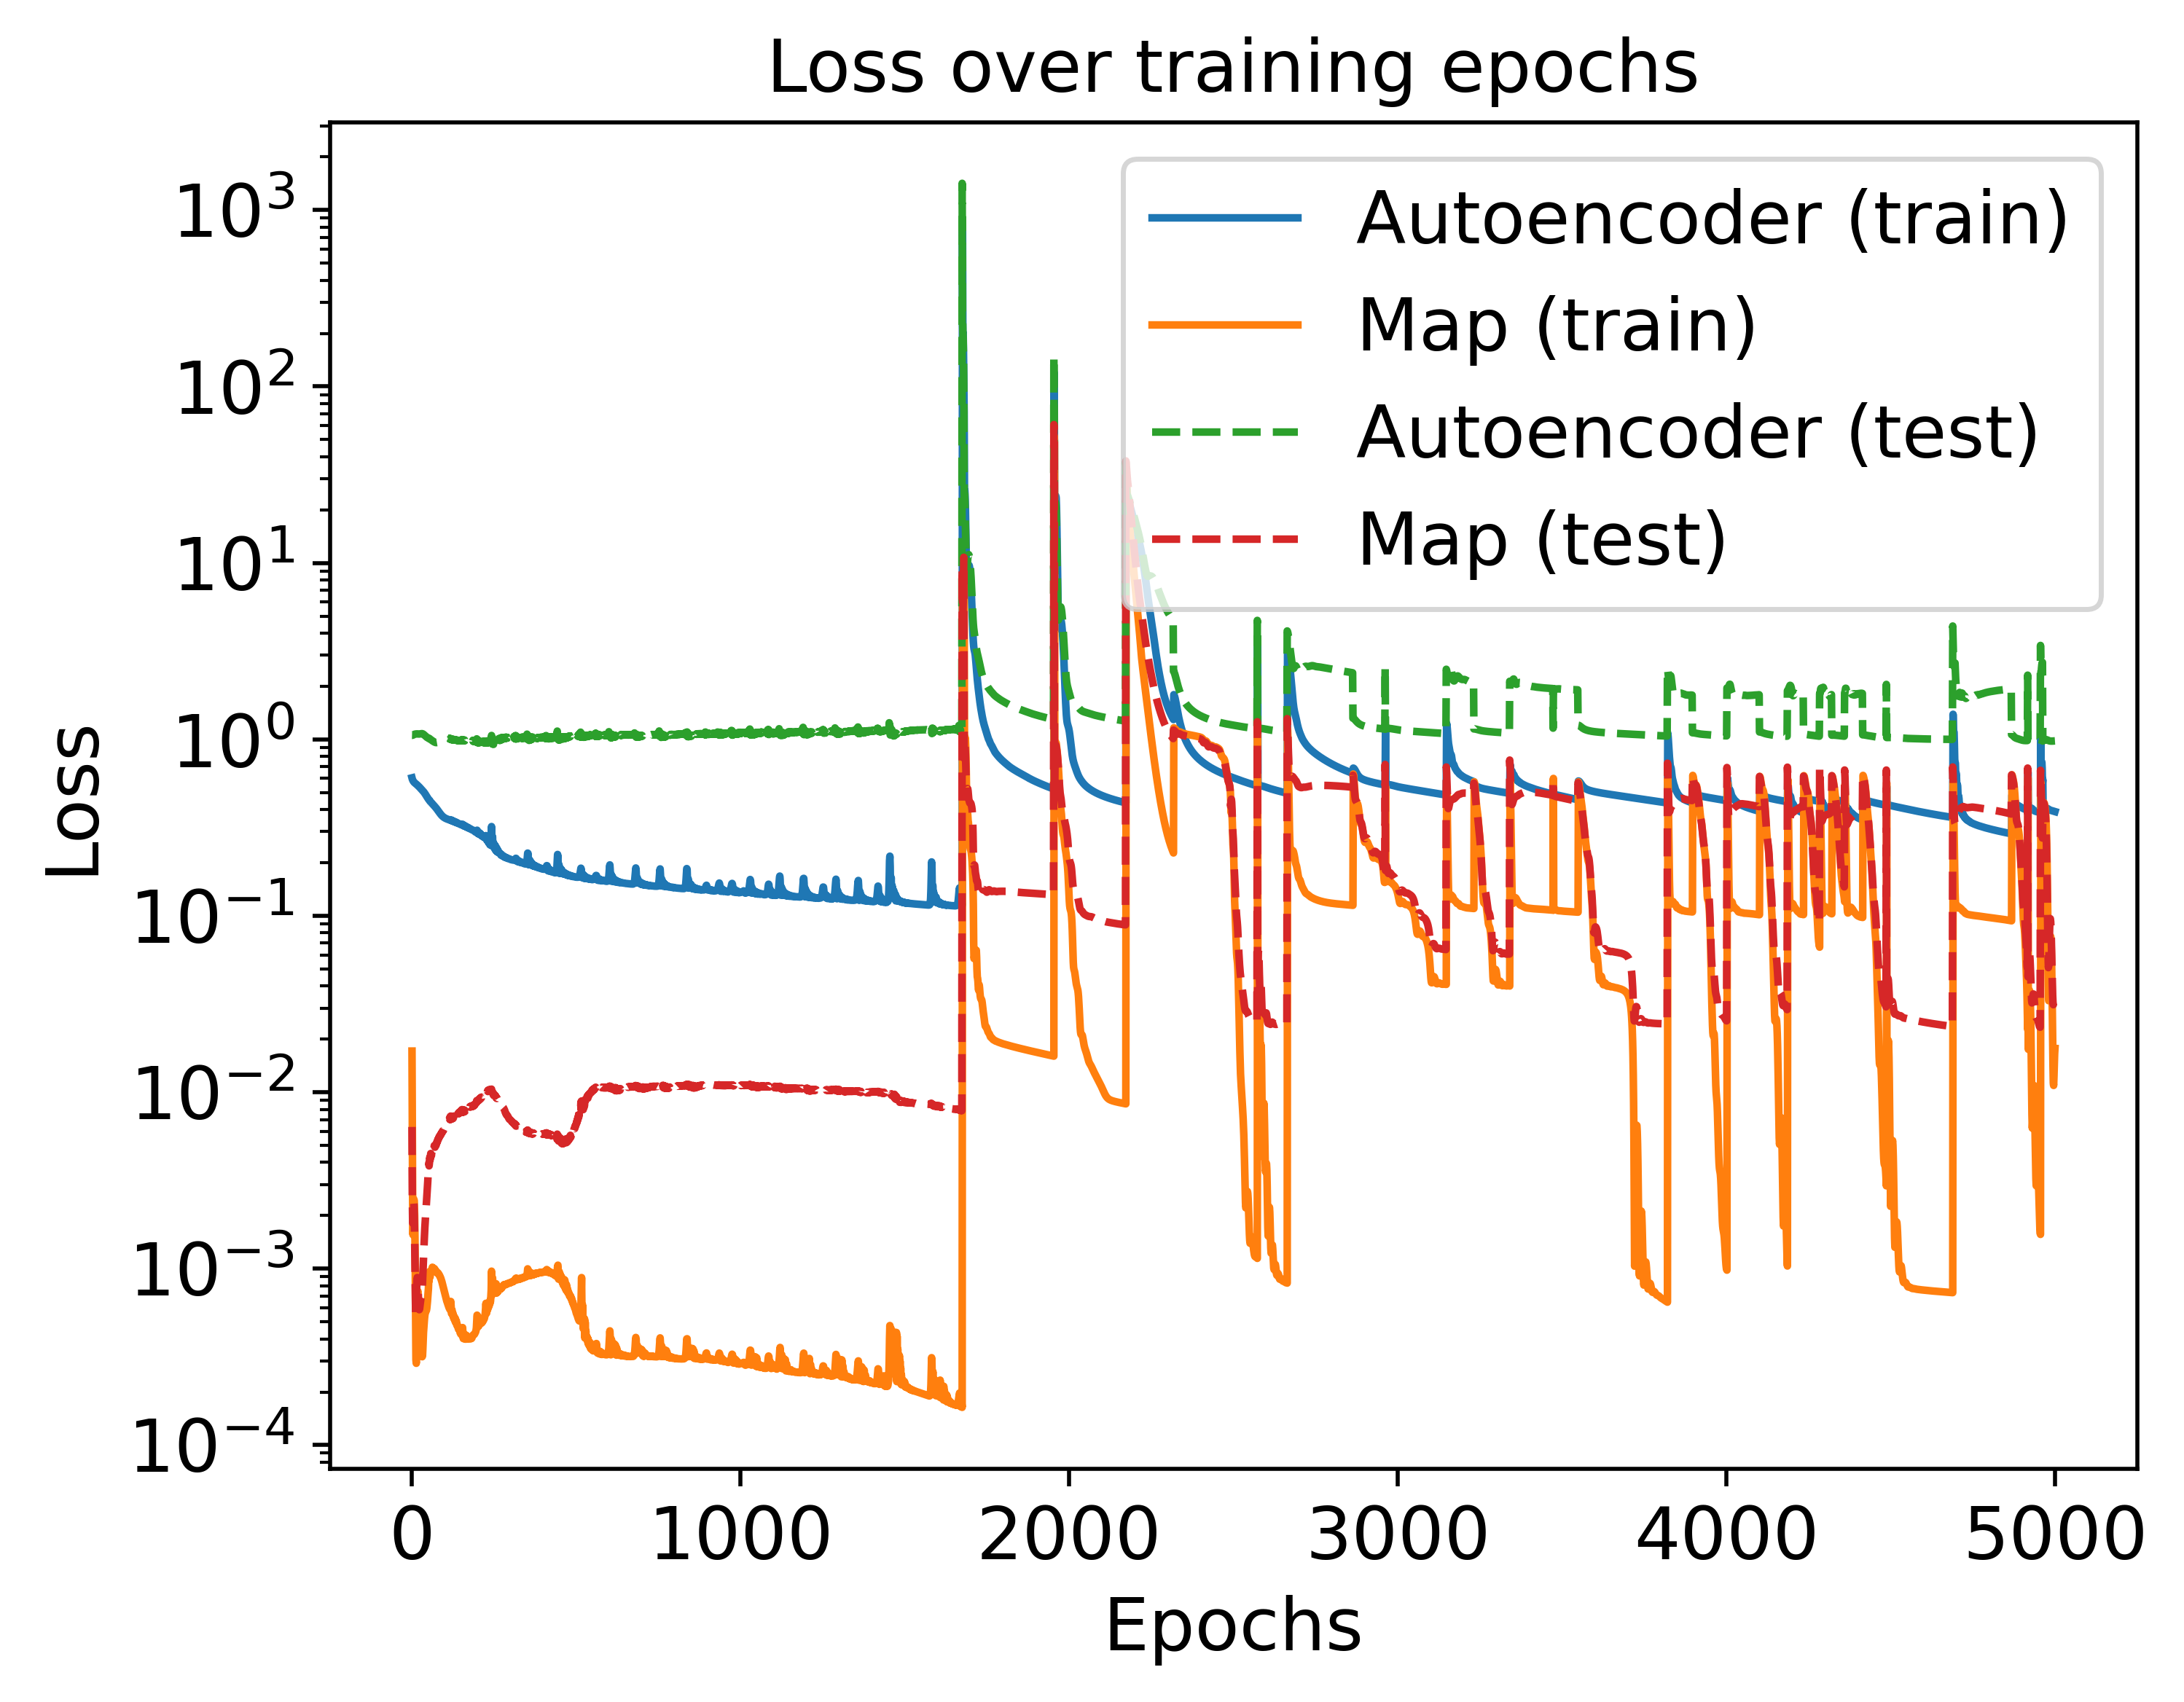 Loss over training epochs
Loss
10³
10²
10¹
10⁰
10⁻¹
10⁻²
10⁻³
10⁻⁴
Autoencoder (train)
Map (train)
Autoencoder (test)
Map (test)
0 1000 2000 3000 4000 5000
Epochs